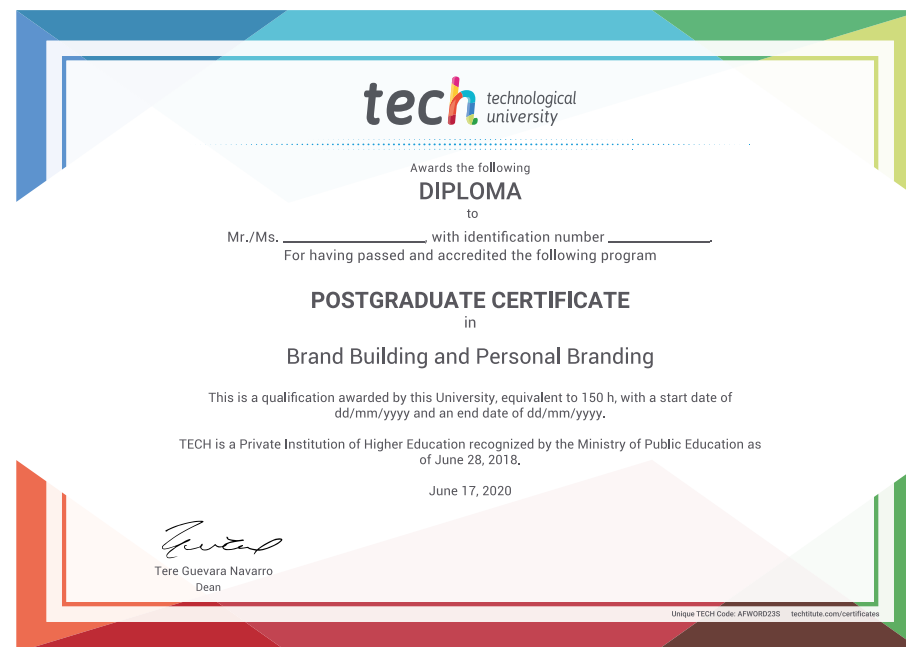 tech technological
university
Awards the following
DIPLOMA
to
Mr./Ms. ____________, with identification number ____________.
For having passed and accredited the following program
POSTGRADUATE CERTIFICATE
in
Brand Building and Personal Branding
This is a qualification awarded by this University, equivalent to 150 h, with a start date of
dd/mm/yyyy and an end date of dd/mm/yyyy.
TECH is a Private Institution of Higher Education recognized by the Ministry of Public Education as
of June 28, 2018.
June 17, 2020
Tere Guevara Navarro
Dean
Unique TECH Code: AFWORD23S techtitute.com/certificates